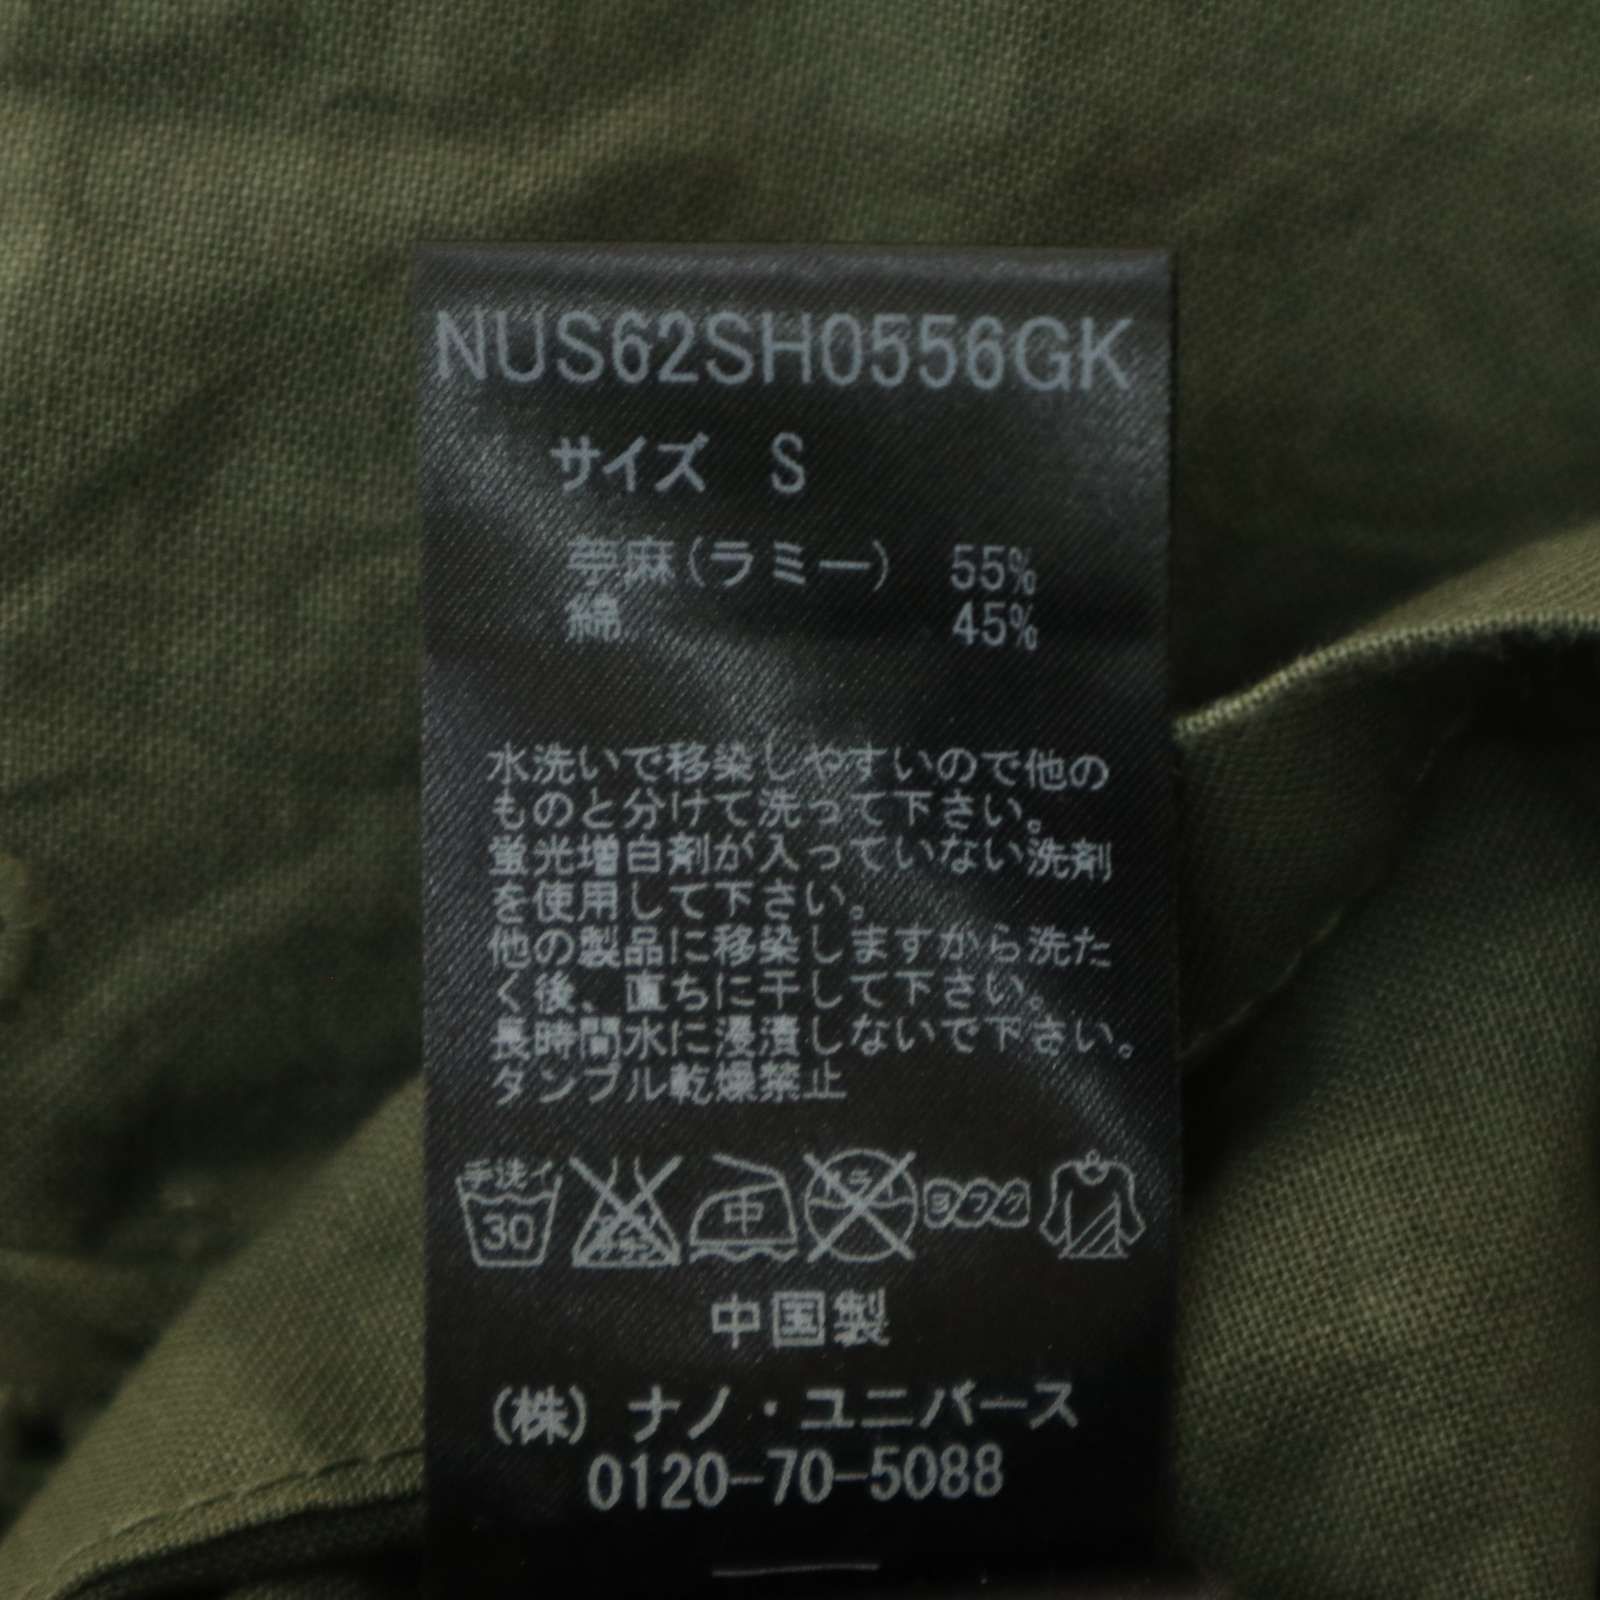 NUS62SH0556GK
サイズ S
苧麻(ラミー) 55%
綿 45%
水洗いで移染しやすいので他の
ものと分けて洗って下さい。
蛍光増白剤が入っていない洗剤
を使用して下さい。
他の製品に移染しますから洗た
く後、直ちに干して下さい。
長時間水に浸漬しないで下さい。
タンブル乾燥禁止
手洗イ
30
中
ヨワク
中国製
(株)ナノ・ユニバース
0120-70-5088